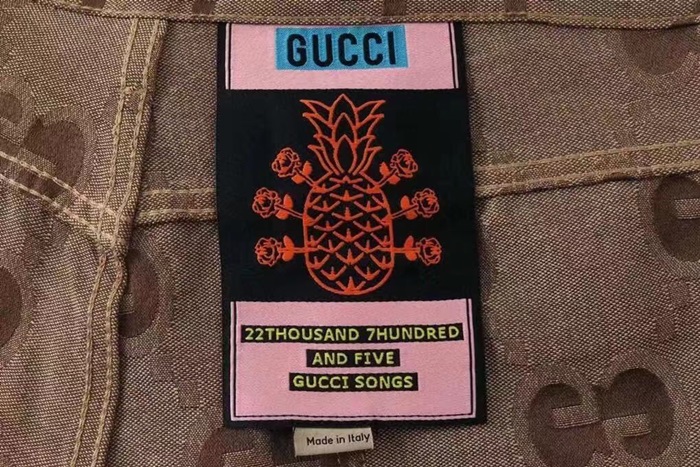 GUCCI
22THOUSAND 7HUNDRED
AND FIVE
GUCCI SONGS
Made in Italy